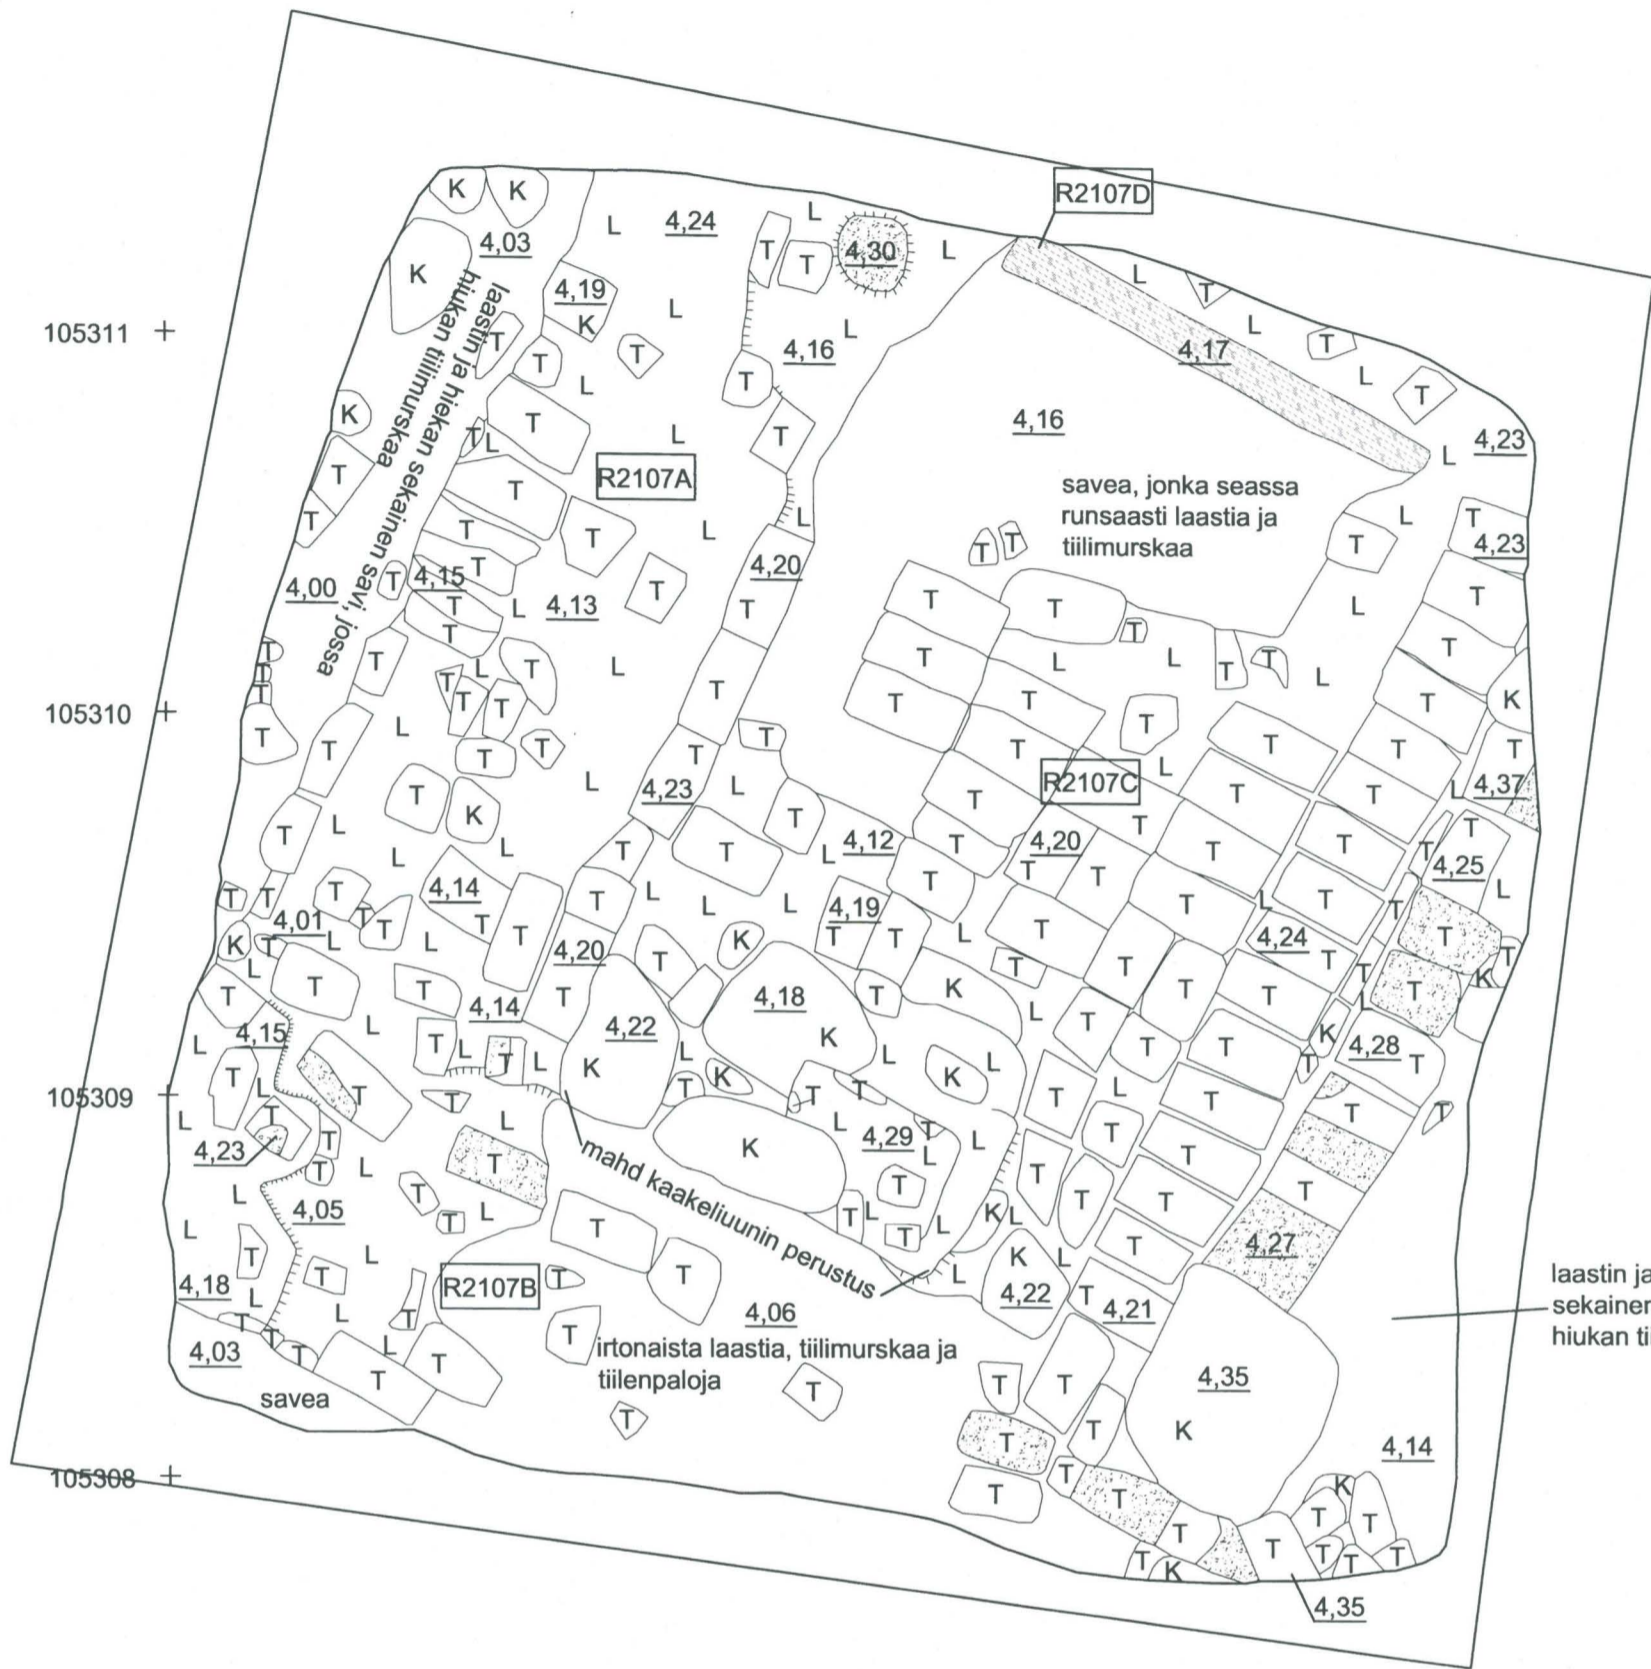 R2107D
K K
4,03
L 4,24 L
T T 4,30 L
K
4,19
K
L
T
T
T
L
4,16
L
L
T
L
4,17
T
L
T
105311
laastin ja hiekan sekainen savi, jossa
hiukan tiilimurskaa
K
T
T
L
T
L
T
T
4,16
L
4,23
R2107A
T
savea, jonka seassa
runsaasti laastia ja
tiilimurskaa
L
T
4,23
T
T
T
L
L
4,20
T
T
T
4,00
T
4,15
T
T
T
L
4,13
T
T
T
T
T
L
T
T
T
T
L
T
L
T
T
L
T
L
T
T
K
105310
T
T
L
T
T
T
T
T
T
4,23
L
T
T
T
T
T
R2107C
L
T
T
T
T
T
L
4,37
T
L
T
K
L
T
T
T
L
4,12
T
T
4,20
T
T
T
T
T
4,25
L
T
T
4,01
T
T
4,14
T
T
L
L
L
4,19
T
T
L
T
T
L
4,24
T
T
T
K
T
L
L
T
L
T
T
4,14
4,20
T
T
K
4,18
K
T
K
T
L
T
T
T
T
L
T
K
T
4,15
L
T
L
T
L
T
L
4,22
K
L
T
K
L
K
L
T
T
T
K
T
4,28
T
105309
L
T
L
T
T
T
L
T
T
L
4,29
T
L
L
T
L
T
T
T
T
4,23
T
T
L
T
T
K
T
T
L
T
L
K
L
T
T
T
T
L
4,05
T
T
L
mahd kaakeliuunin perustus
T
T
4,27
L
T
T
L
R2107B
T
T
L
K
4,22
L
T
4,21
T
4,18
L
L
T
T
T
T
L
T
4,06
irtonaista laastia, tiilimurskaa ja
tiilenpaloja
laastin ja
sekainen
hiukan ti
4,03
savea
T
T
T
T
T
T
T
4,35
K
T
T
T
4,14
105308
T
T
T
K
T
T
T
T
T
T
T
T
K
4,35